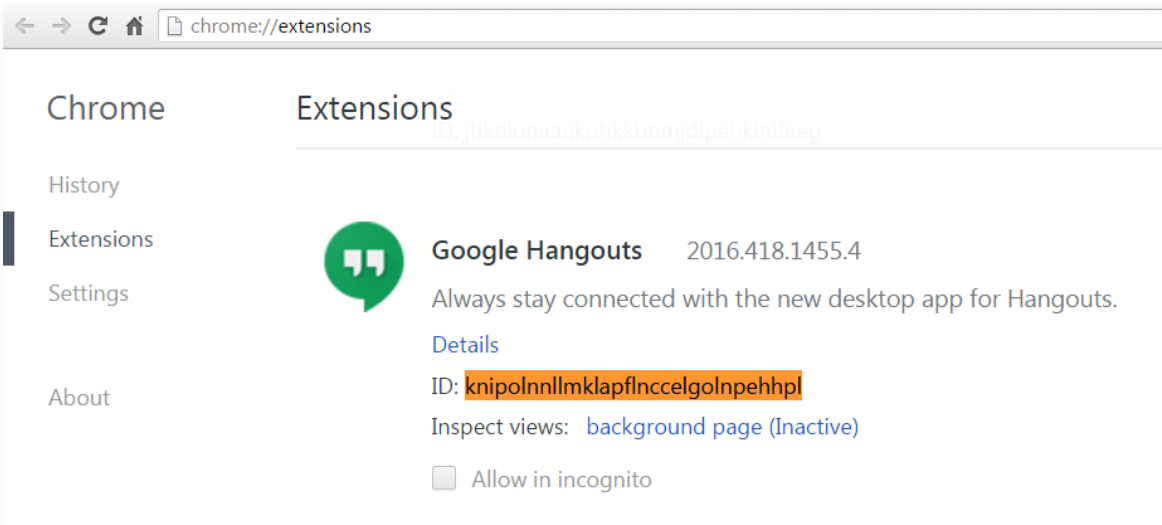 chrome://extensions
Chrome
Extensions
ID: jhknlonaankphkkbnmjdlpehkinifeeg
History
Extensions
Settings
About
Google Hangouts 2016.418.1455.4
Always stay connected with the new desktop app for Hangouts.
Details
ID: knipolnnllmklapflnccelgolnpehhpl
Inspect views: background page (Inactive)
Allow in incognito